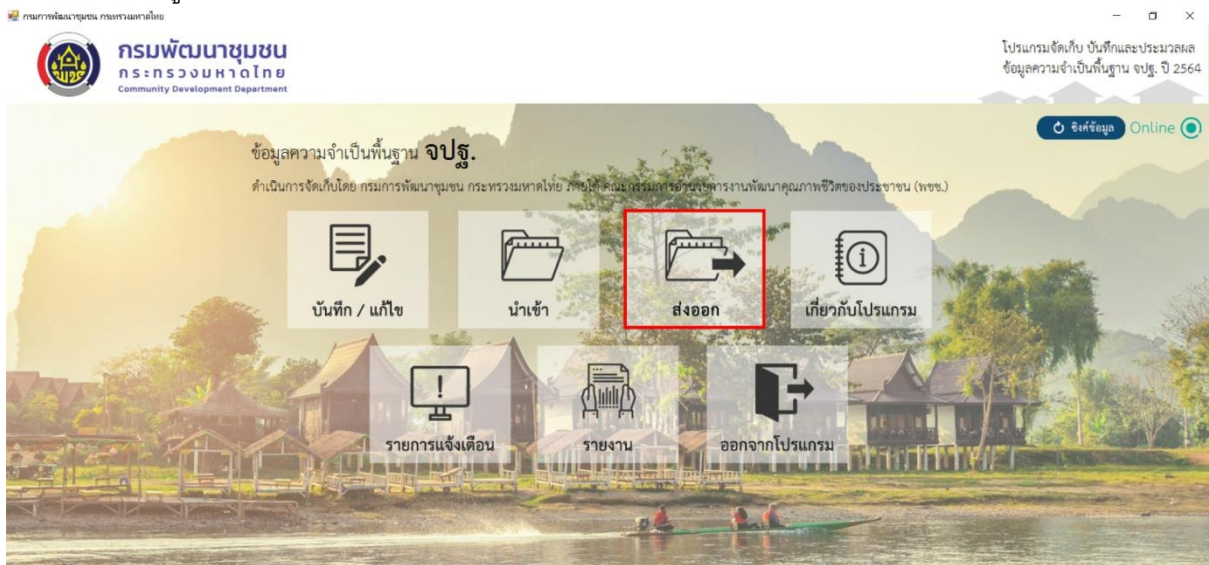 กรมการพัฒนาชุมชน กระทรวงมหาดไทย
กรมพัฒนาชุมชน
กระทรวงมหาดไทย
Community Development Department
โปรแกรมจัดเก็บ บันทึกและประมวลผล
ข้อมูลความจำเป็นพื้นฐาน จปฐ. ปี 2564
ซิงค์ข้อมูล Online
ข้อมูลความจำเป็นพื้นฐาน จปฐ.
ดำเนินการจัดเก็บโดย กรมการพัฒนาชุมชน กระทรวงมหาดไทย ภายใต้ คณะกรรมการอำนวยการงานพัฒนาคุณภาพชีวิตของประชาชน (พชช.)
บันทึก / แก้ไข นำเข้า ส่งออก เกี่ยวกับโปรแกรม
รายการแจ้งเตือน รายงาน ออกจากโปรแกรม